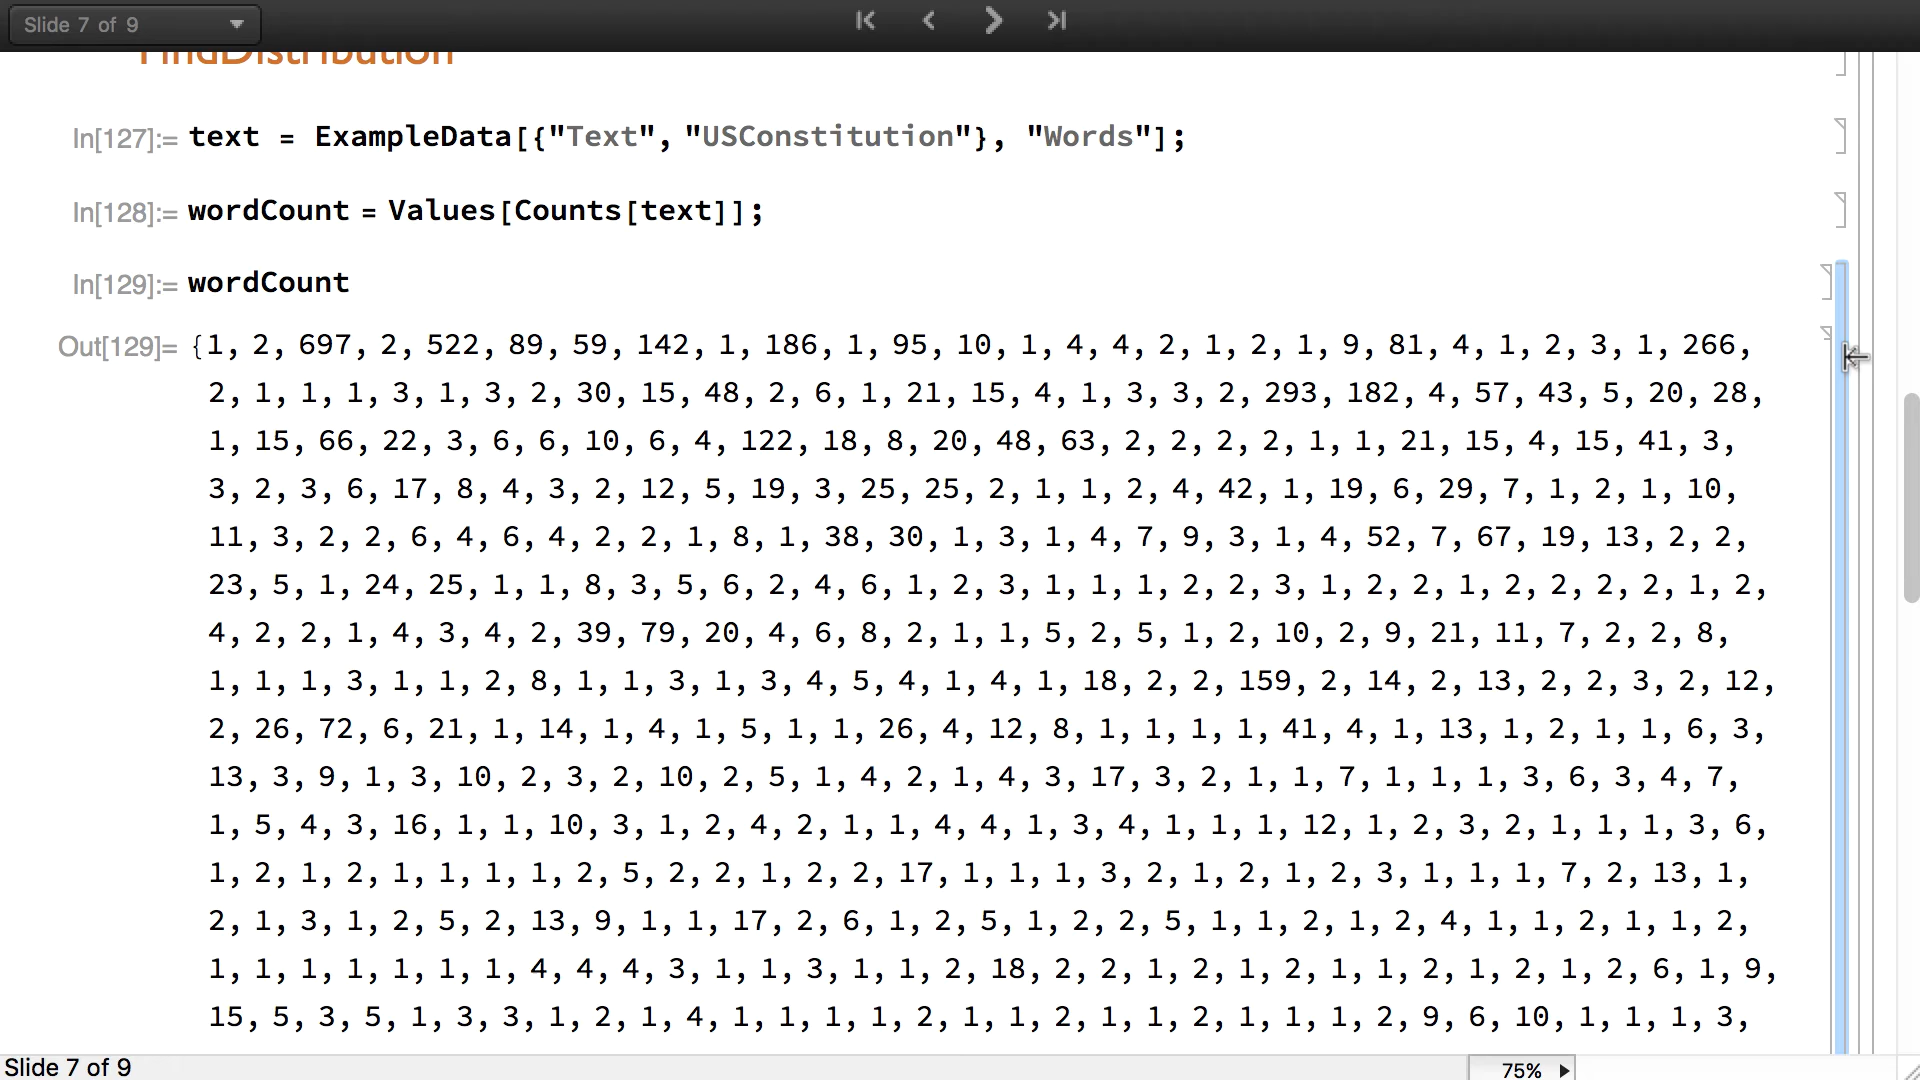 Slide 7 of 9
FindDistribution
In[127]:= text = ExampleData[{"Text", "USConstitution"}, "Words"];
In[128]:= wordCount = Values[Counts[text]];
In[129]:= wordCount
Out[129]= {1, 2, 697, 2, 522, 89, 59, 142, 1, 186, 1, 95, 10, 1, 4, 4, 2, 1, 2, 1, 9, 81, 4, 1, 2, 3, 1, 266,
2, 1, 1, 1, 3, 1, 3, 2, 30, 15, 48, 2, 6, 1, 21, 15, 4, 1, 3, 3, 2, 293, 182, 4, 57, 43, 5, 20, 28,
1, 15, 66, 22, 3, 6, 6, 10, 6, 4, 122, 18, 8, 20, 48, 63, 2, 2, 2, 2, 1, 1, 21, 15, 4, 15, 41, 3,
3, 2, 3, 6, 17, 8, 4, 3, 2, 12, 5, 19, 3, 25, 25, 2, 1, 1, 2, 4, 42, 1, 19, 6, 29, 7, 1, 2, 1, 10,
11, 3, 2, 2, 6, 4, 6, 4, 2, 2, 1, 8, 1, 38, 30, 1, 3, 1, 4, 7, 9, 3, 1, 4, 52, 7, 67, 19, 13, 2, 2,
23, 5, 1, 24, 25, 1, 1, 8, 3, 5, 6, 2, 4, 6, 1, 2, 3, 1, 1, 1, 2, 2, 3, 1, 2, 2, 1, 2, 2, 2, 2, 1, 2,
4, 2, 2, 1, 4, 3, 4, 2, 39, 79, 20, 4, 6, 8, 2, 1, 1, 5, 2, 5, 1, 2, 10, 2, 9, 21, 11, 7, 2, 2, 8,
1, 1, 1, 3, 1, 1, 2, 8, 1, 1, 3, 1, 3, 4, 5, 4, 1, 4, 1, 18, 2, 2, 159, 2, 14, 2, 13, 2, 2, 3, 2, 12,
2, 26, 72, 6, 21, 1, 14, 1, 4, 1, 5, 1, 1, 26, 4, 12, 8, 1, 1, 1, 1, 41, 4, 1, 13, 1, 2, 1, 1, 6, 3,
13, 3, 9, 1, 3, 10, 2, 3, 2, 10, 2, 5, 1, 4, 2, 1, 4, 3, 17, 3, 2, 1, 1, 7, 1, 1, 1, 3, 6, 3, 4, 7,
1, 5, 4, 3, 16, 1, 1, 10, 3, 1, 2, 4, 2, 1, 1, 4, 4, 1, 3, 4, 1, 1, 1, 12, 1, 2, 3, 2, 1, 1, 1, 3, 6,
1, 2, 1, 2, 1, 1, 1, 1, 2, 5, 2, 2, 1, 2, 2, 17, 1, 1, 1, 3, 2, 1, 2, 1, 2, 3, 1, 1, 1, 7, 2, 13, 1,
2, 1, 3, 1, 2, 5, 2, 13, 9, 1, 1, 17, 2, 6, 1, 2, 5, 1, 2, 2, 5, 1, 1, 2, 1, 2, 4, 1, 1, 2, 1, 1, 2,
1, 1, 1, 1, 1, 1, 1, 4, 4, 4, 3, 1, 1, 3, 1, 1, 2, 18, 2, 2, 1, 2, 1, 2, 1, 1, 2, 1, 2, 1, 2, 6, 1, 9,
15, 5, 3, 5, 1, 3, 3, 1, 2, 1, 4, 1, 1, 1, 1, 2, 1, 1, 2, 1, 1, 2, 1, 1, 1, 2, 9, 6, 10, 1, 1, 1, 3,
Slide 7 of 9
75%